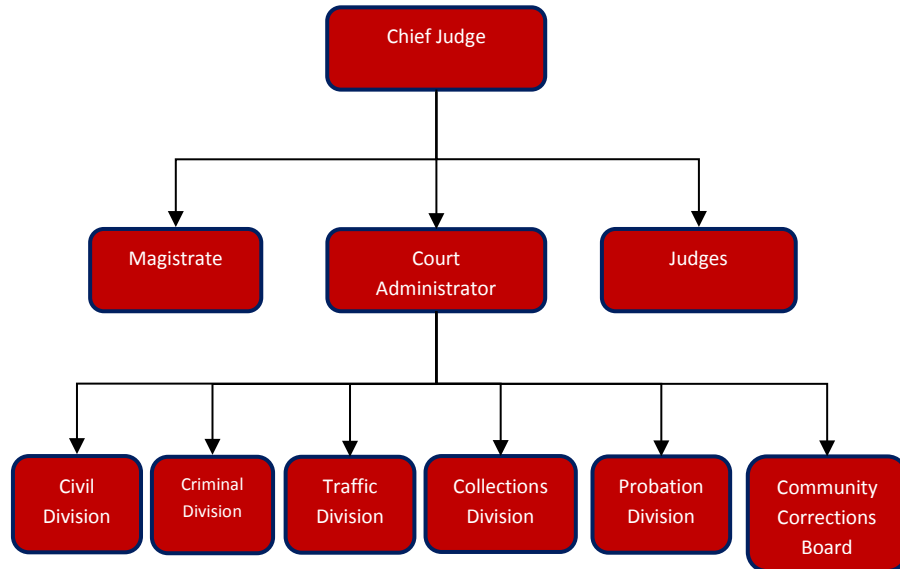 Chief Judge
Magistrate
Court
Administrator
Judges
Civil
Division
Criminal
Division
Traffic
Division
Collections
Division
Probation
Division
Community
Corrections
Board